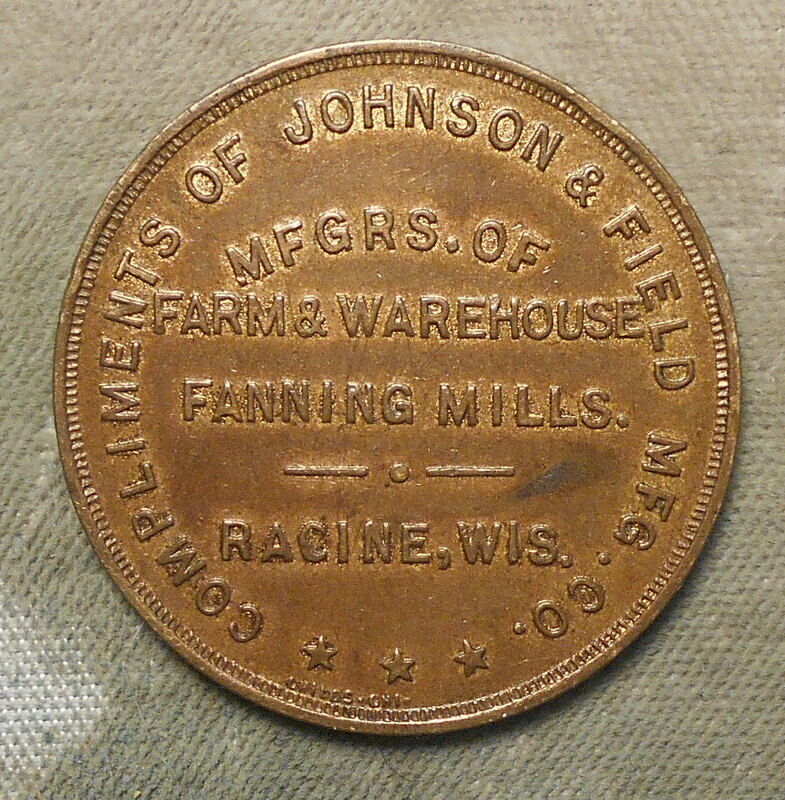 COMPLIMENTS OF JOHNSON & FIELD MFG. CO.
MFGRS. OF
FARM & WAREHOUSE
FANNING MILLS.
RACINE, WIS.